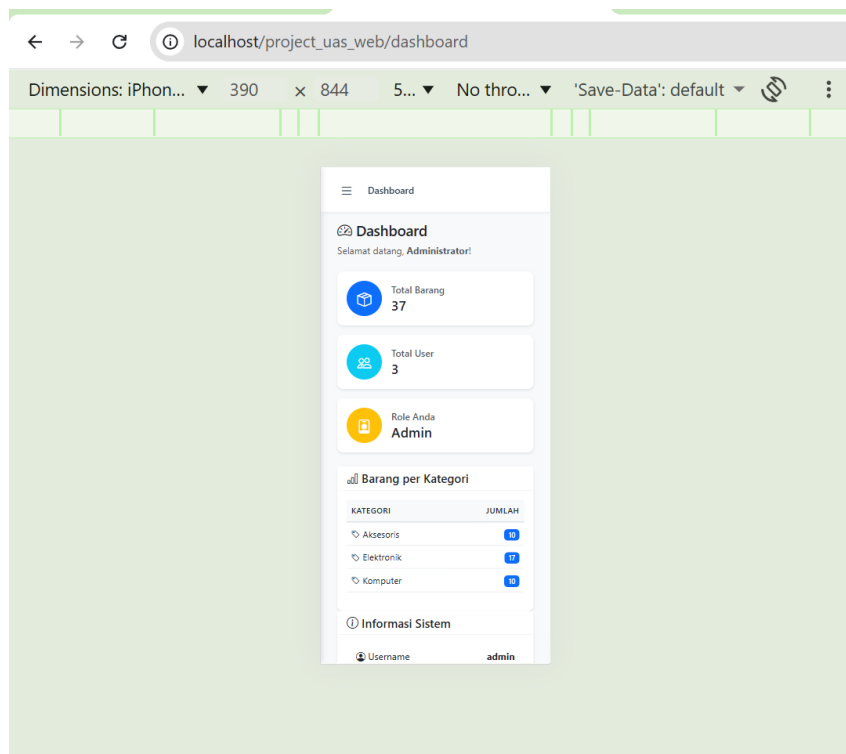 localhost/project_uas_web/dashboard
Dimensions: iPhon... 390 × 844 5... No thro... 'Save-Data': default
Dashboard
Dashboard
Selamat datang, Administrator!
Total Barang
37
Total User
3
Role Anda
Admin
Barang per Kategori
KATEGORI JUMLAH
Aksesoris 10
Elektronik 17
Komputer 10
Informasi Sistem
Username admin